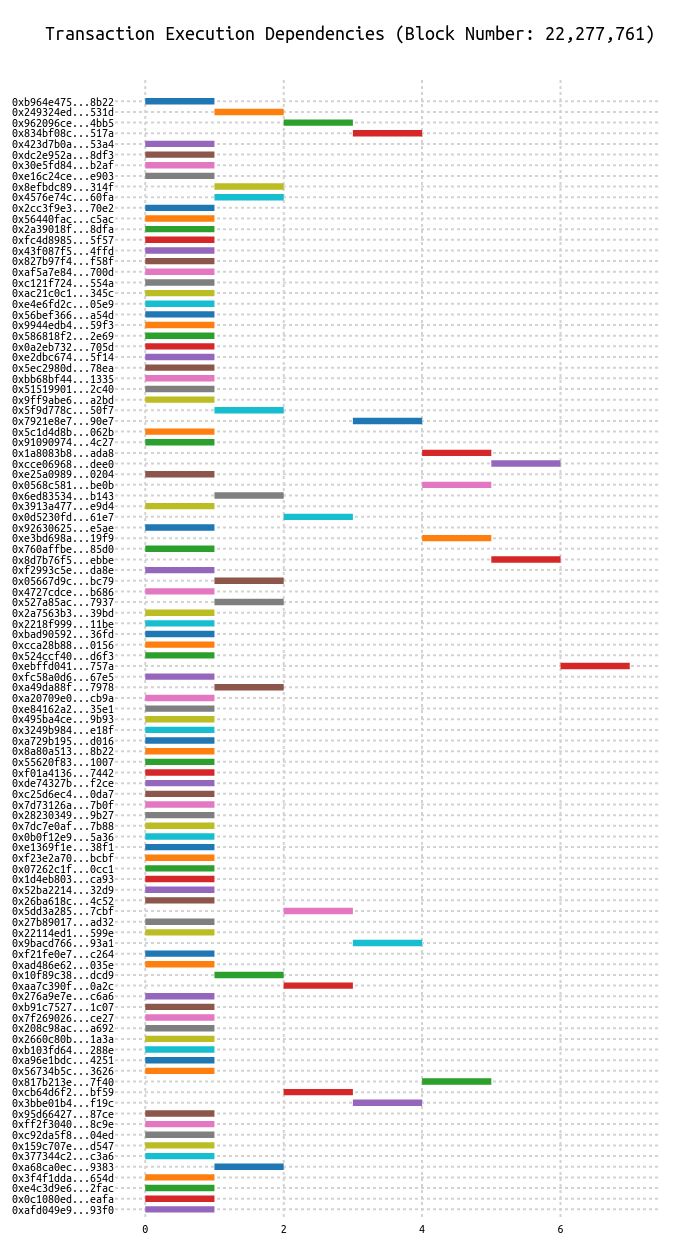 Transaction Execution Dependencies (Block Number: 22,277,761)
0xb964e475...8b22
0x249324ed...531d
0x962096ce...4bb5
0x834bf08c...517a
0x423d7b0a...53a4
0xdc2e952a...8df3
0x30e5fd84...b2af
0xe16c24ce...e903
0x8efbdc89...314f
0x4576e74c...60fa
0x2cc3f9e3...70e2
0x56440fac...c5ac
0x2a39018f...8dfa
0xfc4d8985...5f57
0x43f087f5...4ffd
0x827b97f4...f58f
0xaf5a7e84...700d
0xc121f724...554a
0xac21c0c1...345c
0xe4e6fd2c...05e9
0x56bef366...a54d
0x9944edb4...59f3
0x586818f2...2e69
0x0a2eb732...705d
0xe2dbc674...5f14
0x5ec2980d...78ea
0xbb68bf44...1335
0x51519901...2c40
0x9ff9abe6...a2bd
0x5f9d778c...50f7
0x7921e8e7...90e7
0x5c1d4d8b...062b
0x91090974...4c27
0x1a8083b8...ada8
0xcce06968...dee0
0xe25a0989...0204
0x0568c581...be0b
0x6ed83534...b143
0x3913a477...e9d4
0x0d5230fd...61e7
0x92630625...e5ae
0xe3bd698a...19f9
0x760affbe...85d0
0x8d7b76f5...ebbe
0xf2993c5e...da8e
0x05667d9c...bc79
0x4727cdce...b686
0x527a85ac...7937
0x2a7563b3...39bd
0x2218f999...11be
0xbad90592...36fd
0xcca28b88...0156
0x524ccf40...d6f3
0xebffd041...757a
0xfc58a0d6...67e5
0xa49da88f...7978
0xa20709e0...cb9a
0xe84162a2...35e1
0x495ba4ce...9b93
0x3249b984...e18f
0xa729b195...d016
0x8a80a513...8b22
0x55620f83...1007
0xf01a4136...7442
0xde74327b...f2ce
0xc25d6ec4...0da7
0x7d73126a...7b0f
0x28230349...9b27
0x7dc7e0af...7b88
0x0b0f12e9...5a36
0xe1369f1e...38f1
0xf23e2a70...bcbf
0x07262c1f...0cc1
0x1d4eb803...ca93
0x52ba2214...32d9
0x26ba618c...4c52
0x5dd3a285...7cbf
0x27b89017...ad32
0x22114ed1...599e
0x9bacd766...93a1
0xf21fe0e7...c264
0xad486e62...035e
0x10f89c38...dcd9
0xaa7c390f...0a2c
0x276a9e7e...c6a6
0xb91c7527...1c07
0x7f269026...ce27
0x208c98ac...a692
0x2660c80b...1a3a
0xb103fd64...288e
0xa96e1bdc...4251
0x56734b5c...3626
0x817b213e...7f40
0xcb64d6f2...bf59
0x3bbe01b4...f19c
0x95d66427...87ce
0xff2f3040...8c9e
0xc92da5f8...04ed
0x159c707e...d547
0x377344c2...c3a6
0xa68ca0ec...9383
0x3f4f1dda...654d
0xe4c3d9e6...2fac
0x0c1080ed...eafa
0xafd049e9...93f0
0 2 4 6